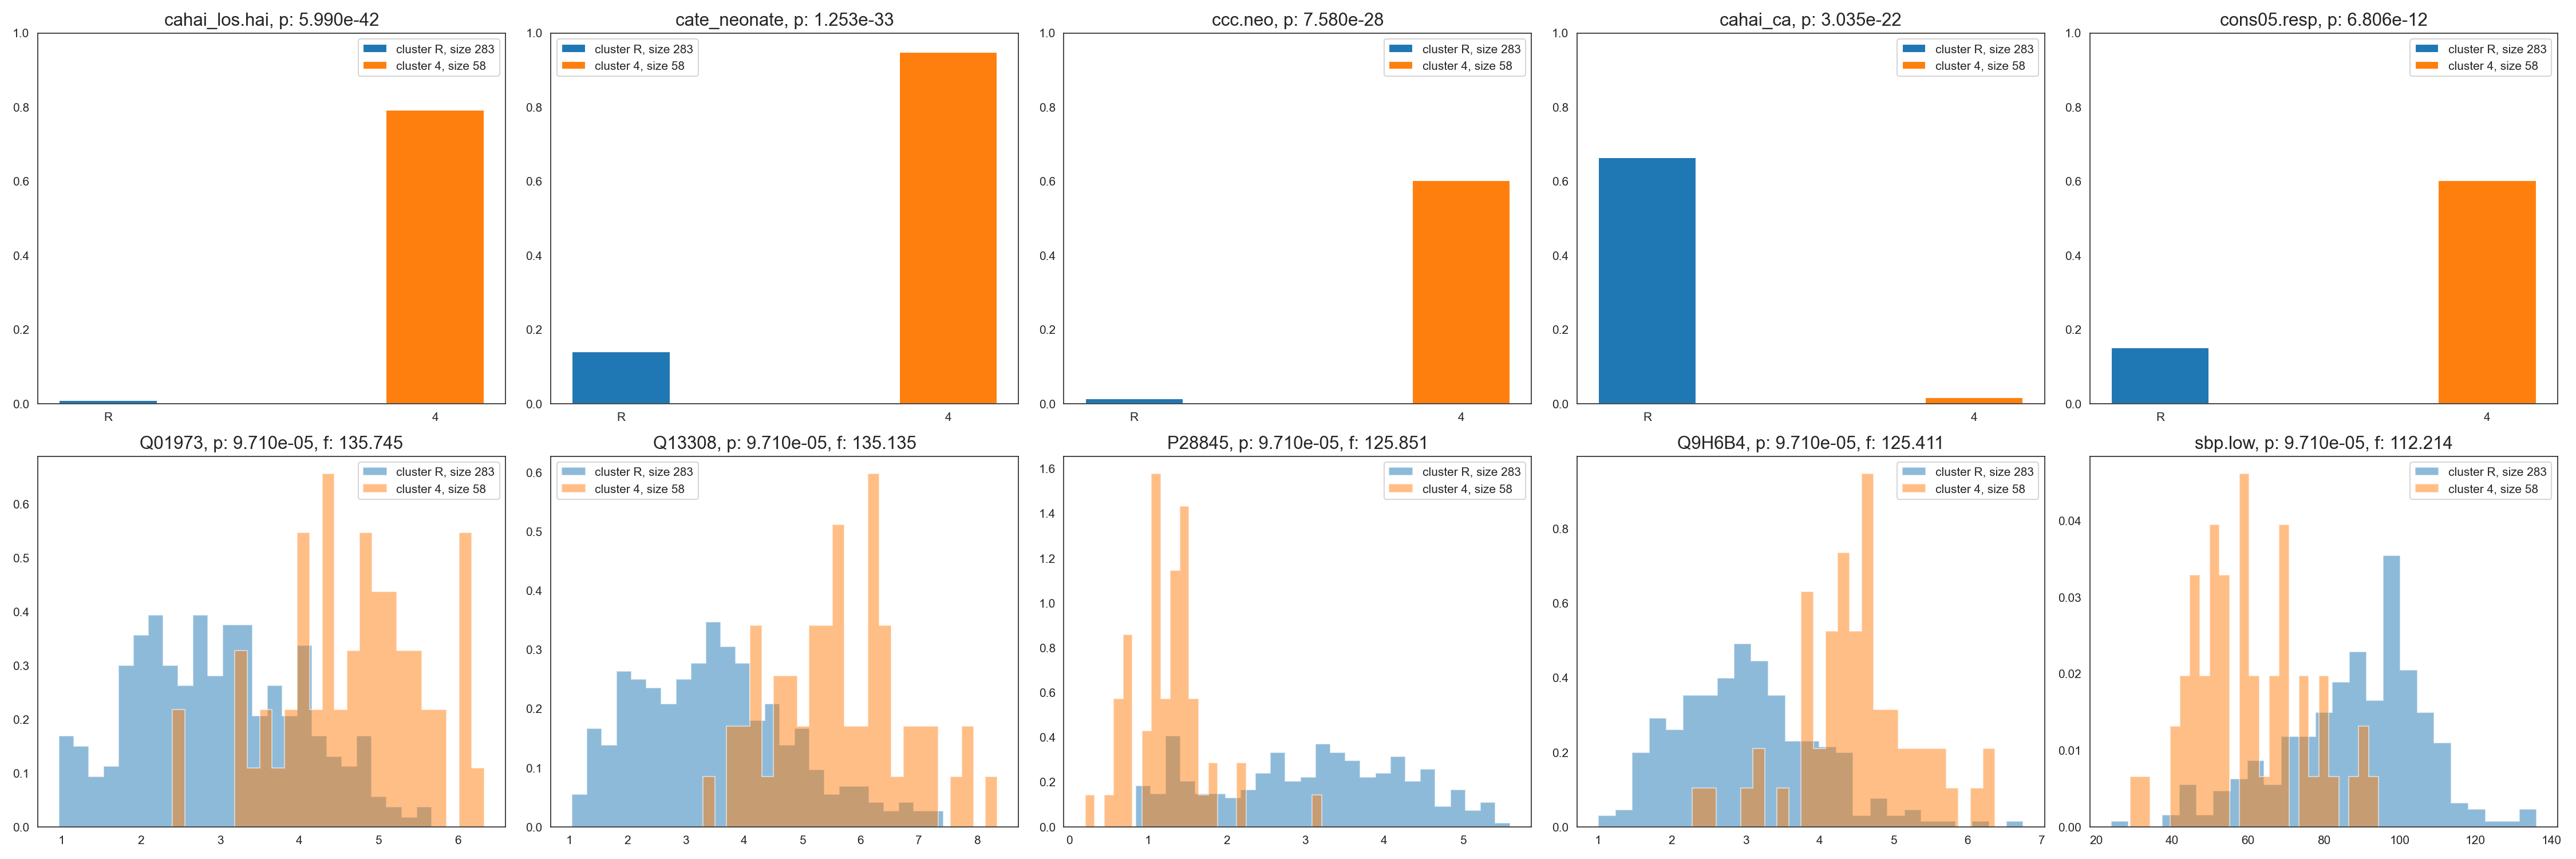 cahai_los.hai, p: 5.990e-42
1.0
0.8
0.6
0.4
0.2
0.0
cluster R, size 283
cluster 4, size 58
R 4
cate_neonate, p: 1.253e-33
1.0
0.8
0.6
0.4
0.2
0.0
cluster R, size 283
cluster 4, size 58
R 4
ccc.neo, p: 7.580e-28
1.0
0.8
0.6
0.4
0.2
0.0
cluster R, size 283
cluster 4, size 58
R 4
cahai_ca, p: 3.035e-22
1.0
0.8
0.6
0.4
0.2
0.0
cluster R, size 283
cluster 4, size 58
R 4
cons05.resp, p: 6.806e-12
1.0
0.8
0.6
0.4
0.2
0.0
cluster R, size 283
cluster 4, size 58
R 4
Q01973, p: 9.710e-05, f: 135.745
0.6
0.5
0.4
0.3
0.2
0.1
0.0
cluster R, size 283
cluster 4, size 58
1 2 3 4 5 6
Q13308, p: 9.710e-05, f: 135.135
0.6
0.5
0.4
0.3
0.2
0.1
0.0
cluster R, size 283
cluster 4, size 58
1 2 3 4 5 6 7 8
P28845, p: 9.710e-05, f: 125.851
1.6
1.4
1.2
1.0
0.8
0.6
0.4
0.2
0.0
cluster R, size 283
cluster 4, size 58
0 1 2 3 4 5
Q9H6B4, p: 9.710e-05, f: 125.411
0.8
0.6
0.4
0.2
0.0
cluster R, size 283
cluster 4, size 58
1 2 3 4 5 6 7
sbp.low, p: 9.710e-05, f: 112.214
0.04
0.03
0.02
0.01
0.00
cluster R, size 283
cluster 4, size 58
20 40 60 80 100 120 140